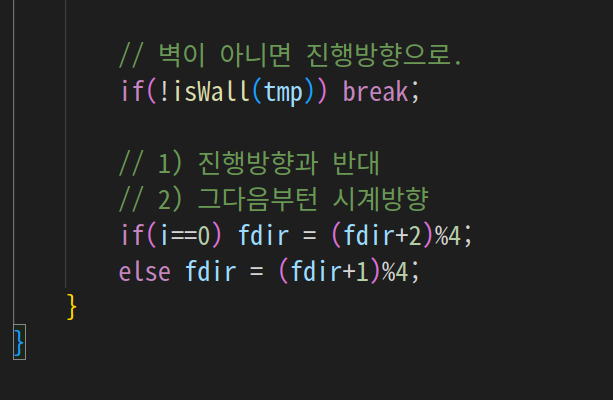 // 벽이 아니면 진행방향으로.
if(!isWall(tmp)) break;
// 1) 진행방향과 반대
// 2) 그다음부턴 시계방향
if(i==0) fdir = (fdir+2)%4;
else fdir = (fdir+1)%4;
}
}